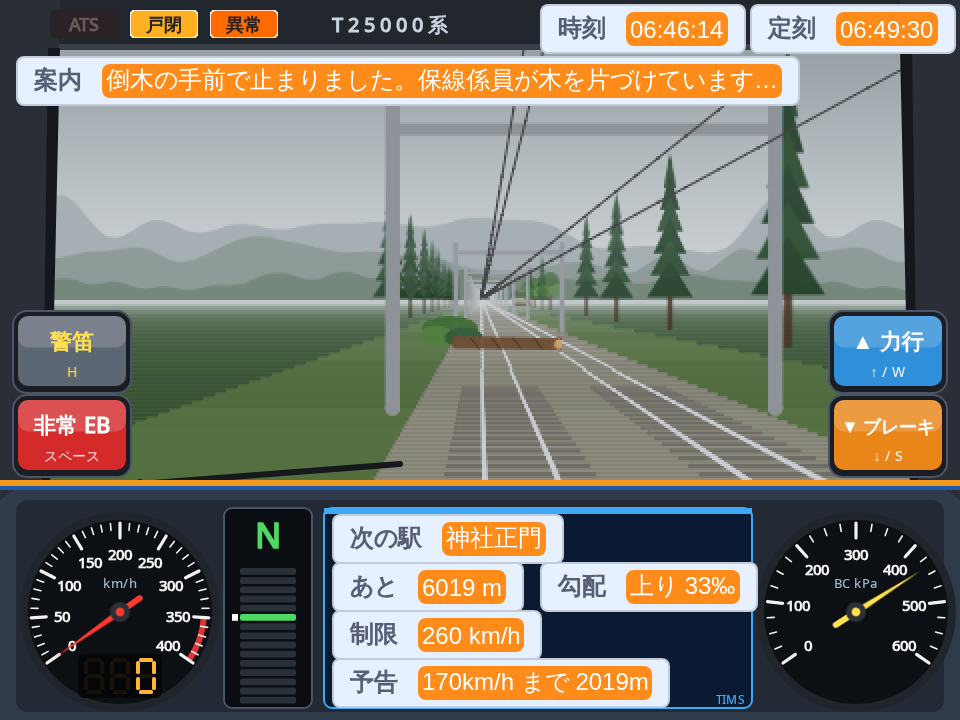 ATS 戸閉 異常 T25000系 時刻 06:46:14 定刻 06:49:30
案内 倒木の手前で止まりました。保線係員が木を片づけています…
警笛
H
非常 EB
スペース
▲ 力行
↑ / W
▼ ブレーキ
↓ / S
0 50 100 150 200 250 300 350 400
km/h
0
N
次の駅 神社正門
あと 6019 m 勾配 上り 33‰
制限 260 km/h
予告 170km/h まで 2019m
TIMS
0 100 200 300 400 500 600
BC kPa